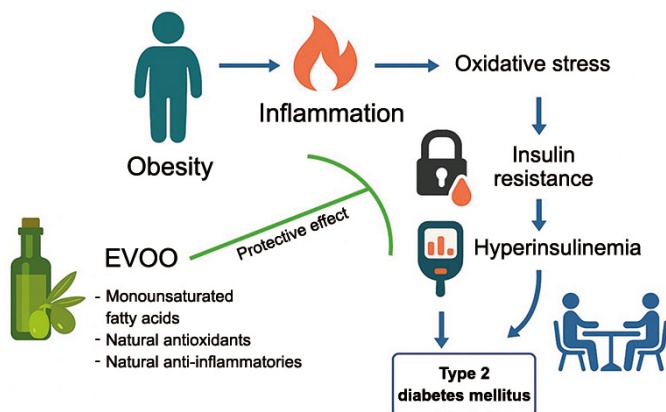 Obesity
Inflammation
Oxidative stress
Insulin
resistance
Hyperinsulinemia
Type 2
diabetes mellitus
Protective effect
EVOO
- Monounsaturated
fatty acids
- Natural antioxidants
- Natural anti-inflammatories